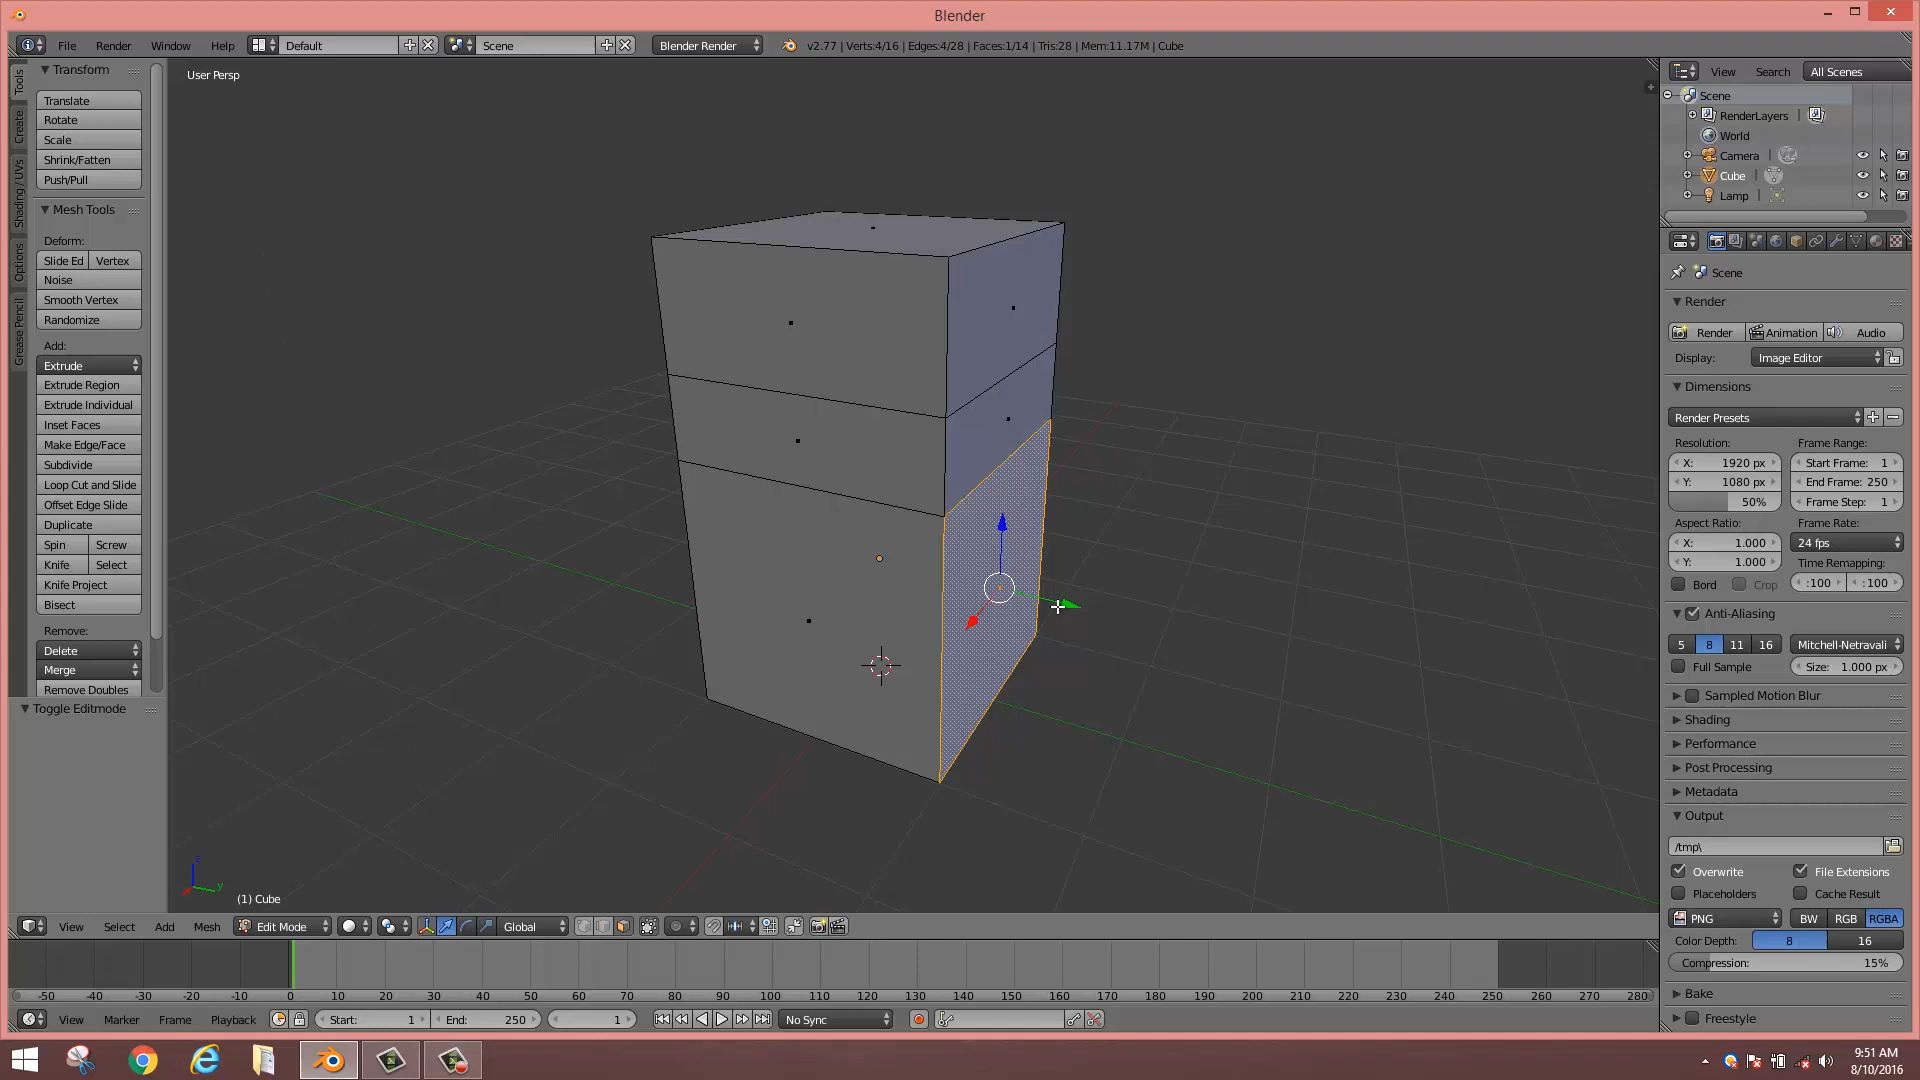 Blender
File Render Window Help Default Scene Blender Render v2.77 | Verts:4/16 | Edges:4/28 | Faces:1/14 | Tris:28 | Mem:11.17M | Cube
Tools
Create
Shading / UVs
Options
Grease Pencil
Transform
Translate
Rotate
Scale
Shrink/Fatten
Push/Pull
Mesh Tools
Deform:
Slide Ed Vertex
Noise
Smooth Vertex
Randomize
Add:
Extrude
Extrude Region
Extrude Individual
Inset Faces
Make Edge/Face
Subdivide
Loop Cut and Slide
Offset Edge Slide
Duplicate
Spin Screw
Knife Select
Knife Project
Bisect
Remove:
Delete
Merge
Remove Doubles
Toggle Editmode
User Persp
z
y
(1) Cube
View Select Add Mesh Edit Mode Global
-50 -40 -30 -20 -10 0 10 20 30 40 50 60 70 80 90 100 110 120 130 140 150 160 170 180 190 200 210 220 230 240 250 260 270 280
View Marker Frame Playback Start: 1 End: 250 1 No Sync
View Search All Scenes
Scene
RenderLayers
World
Camera
Cube
Lamp
Scene
Render
Render Animation Audio
Display: Image Editor
Dimensions
Render Presets
Resolution: Frame Range:
X: 1920 px Start Frame: 1
Y: 1080 px End Frame: 250
50% Frame Step: 1
Aspect Ratio: Frame Rate:
X: 1.000 24 fps
Y: 1.000 Time Remapping:
Bord Crop :100 :100
Anti-Aliasing
5 8 11 16 Mitchell-Netravali
Full Sample Size: 1.000 px
Sampled Motion Blur
Shading
Performance
Post Processing
Metadata
Output
/tmp\
Overwrite File Extensions
Placeholders Cache Result
PNG BW RGB RGBA
Color Depth: 8 16
Compression: 15%
Bake
Freestyle
9:51 AM
8/10/2016